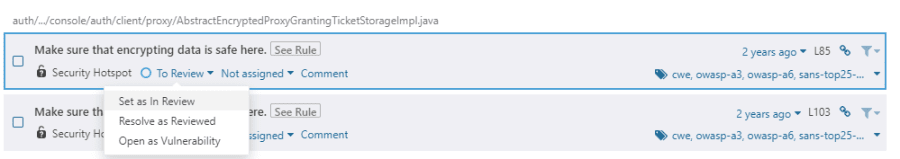 auth/.../console/auth/client/proxy/AbstractEncryptedProxyGrantingTicketStorageImpl.java
Make sure that encrypting data is safe here. See Rule 2 years ago L85
Security Hotspot To Review Not assigned Comment cwe, owasp-a3, owasp-a6, sans-top25-...
Set as In Review
Make sure th ere. See Rule 2 years ago L103
Resolve as Reviewed
Security Ho ssigned Comment cwe, owasp-a3, owasp-a6, sans-top25-...
Open as Vulnerability